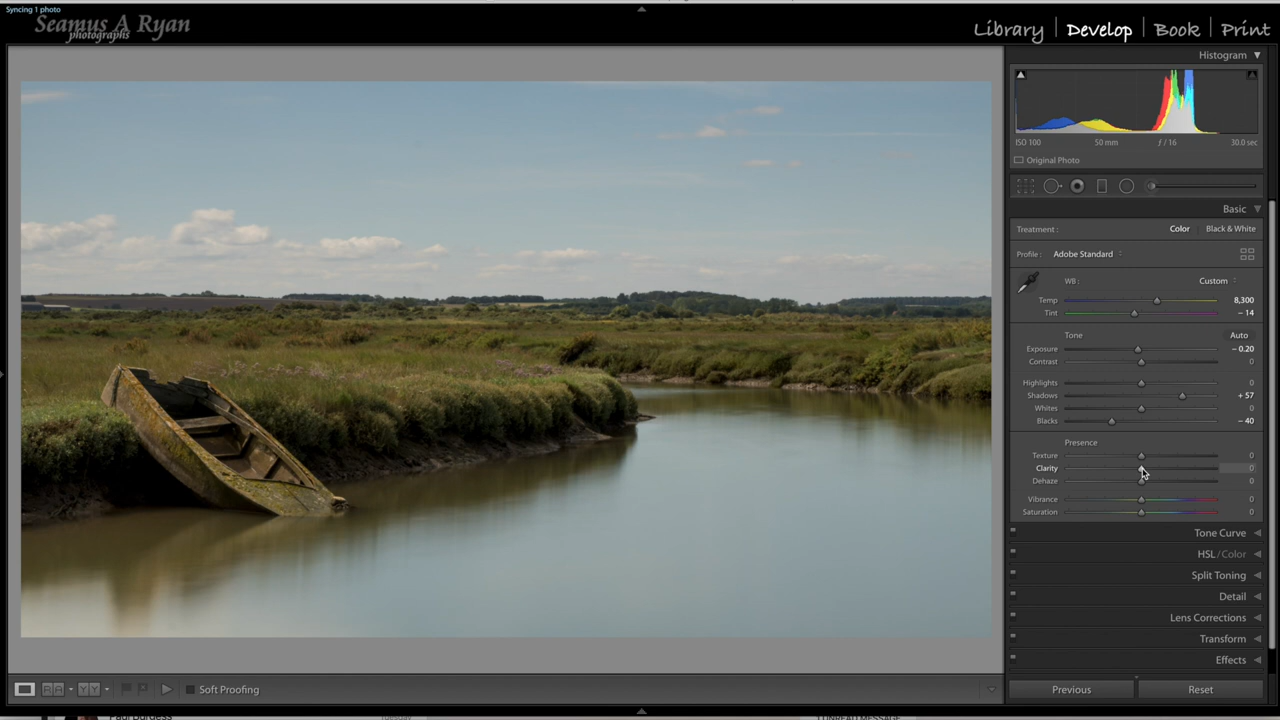 Syncing 1 photo
Seamus A Ryan
photographs
Library | Develop | Book | Print
Histogram
ISO 100 50 mm f / 16 30.0 sec
Original Photo
Basic
Treatment : Color Black & White
Profile : Adobe Standard
WB : Custom
Temp 8,300
Tint – 14
Tone Auto
Exposure – 0.20
Contrast 0
Highlights 0
Shadows + 57
Whites 0
Blacks – 40
Presence
Texture 0
Clarity 0
Dehaze 0
Vibrance 0
Saturation 0
Tone Curve
HSL / Color
Split Toning
Detail
Lens Corrections
Transform
Effects
RA YY Soft Proofing Previous Reset